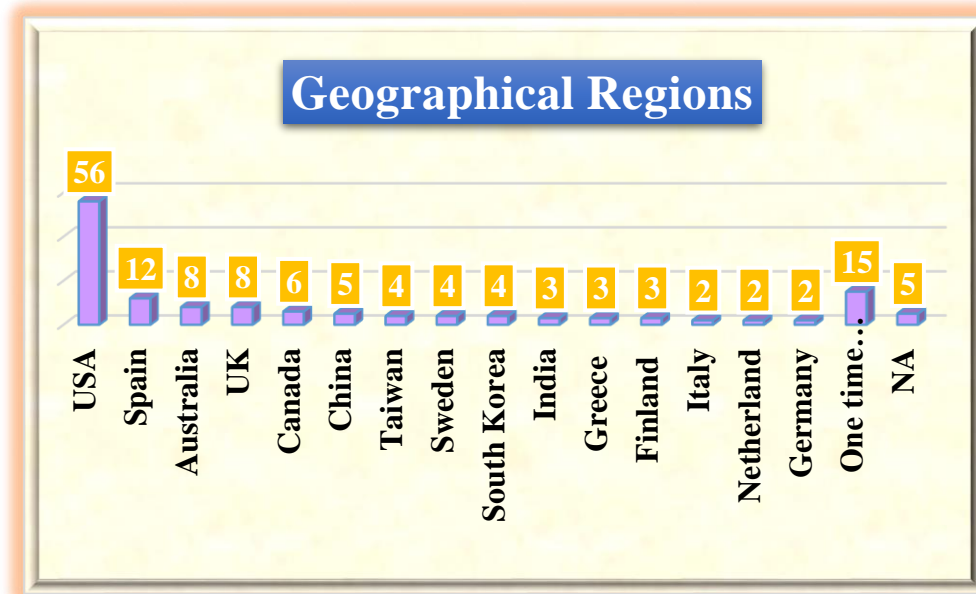 Geographical Regions
56
12
8
8
6
5
4
4
4
3
3
3
2
2
2
15
5
USA
Spain
Australia
UK
Canada
China
Taiwan
Sweden
South Korea
India
Greece
Finland
Italy
Netherland
Germany
One time…
NA